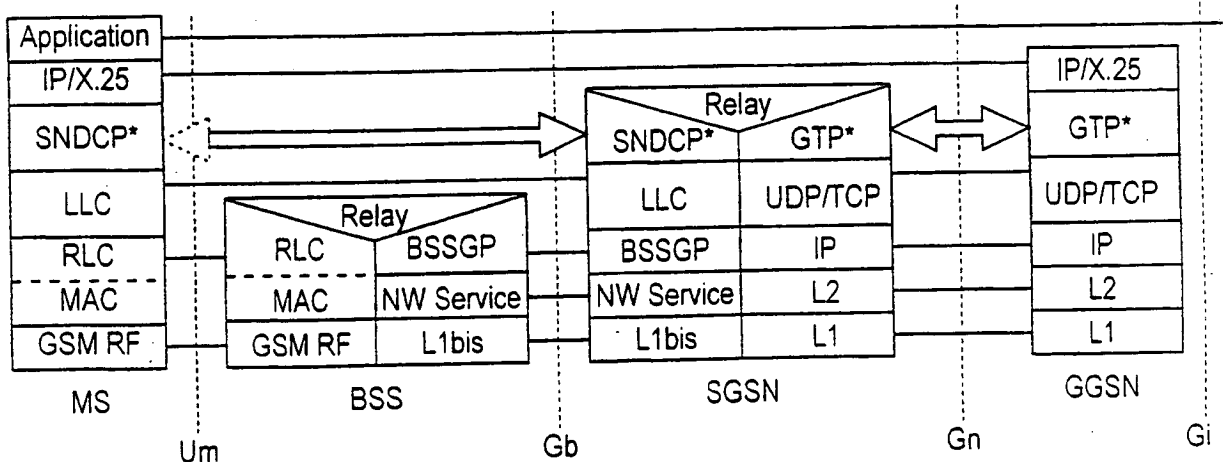 Application
IP/X.25
SNDCP*
LLC
RLC
MAC
GSM RF
MS
Um
Relay
RLC
BSSGP
MAC
NW Service
GSM RF
L1bis
BSS
Gb
Relay
SNDCP*
GTP*
LLC
UDP/TCP
BSSGP
IP
NW Service
L2
L1bis
L1
SGSN
Gn
IP/X.25
GTP*
UDP/TCP
IP
L2
L1
GGSN
Gi